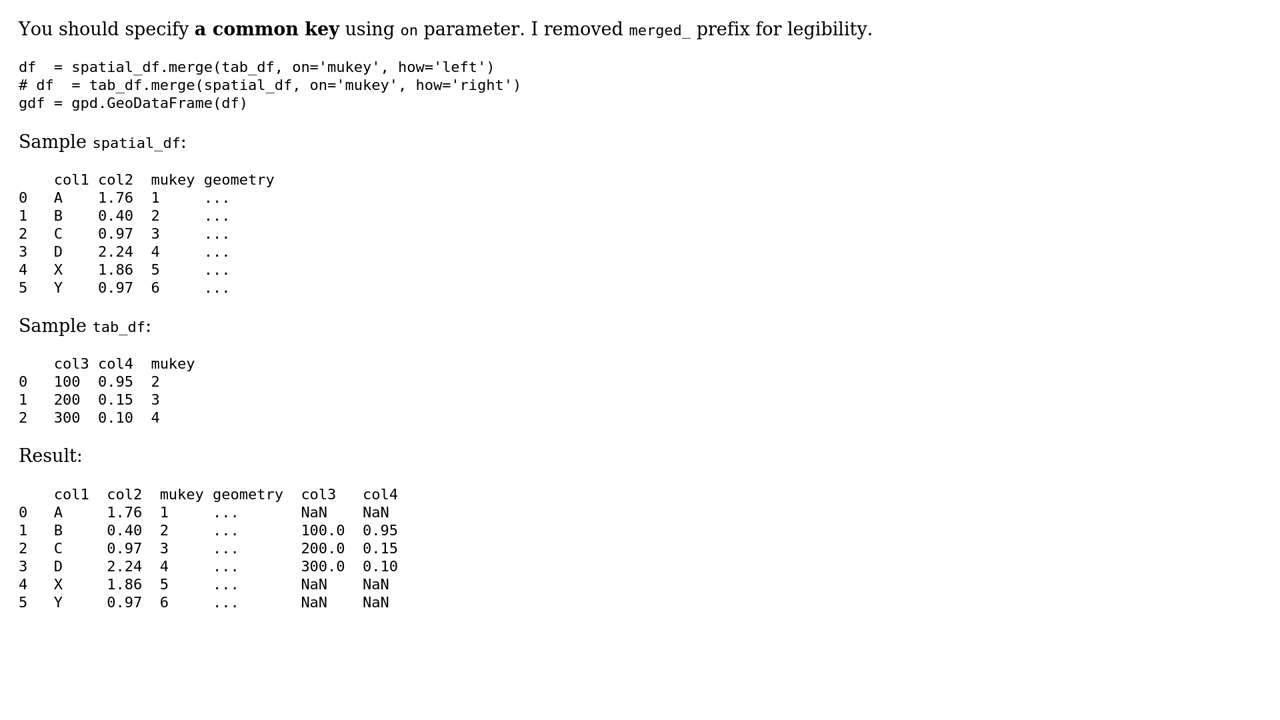 You should specify a common key using on parameter. I removed merged_ prefix for legibility.
df  = spatial_df.merge(tab_df, on='mukey', how='left')
# df  = tab_df.merge(spatial_df, on='mukey', how='right')
gdf = gpd.GeoDataFrame(df)
Sample spatial_df:
    col1 col2  mukey geometry
0   A    1.76  1     ...
1   B    0.40  2     ...
2   C    0.97  3     ...
3   D    2.24  4     ...
4   X    1.86  5     ...
5   Y    0.97  6     ...
Sample tab_df:
    col3 col4  mukey
0   100  0.95  2
1   200  0.15  3
2   300  0.10  4
Result:
    col1  col2  mukey geometry  col3   col4
0   A     1.76  1     ...       NaN    NaN
1   B     0.40  2     ...       100.0  0.95
2   C     0.97  3     ...       200.0  0.15
3   D     2.24  4     ...       300.0  0.10
4   X     1.86  5     ...       NaN    NaN
5   Y     0.97  6     ...       NaN    NaN